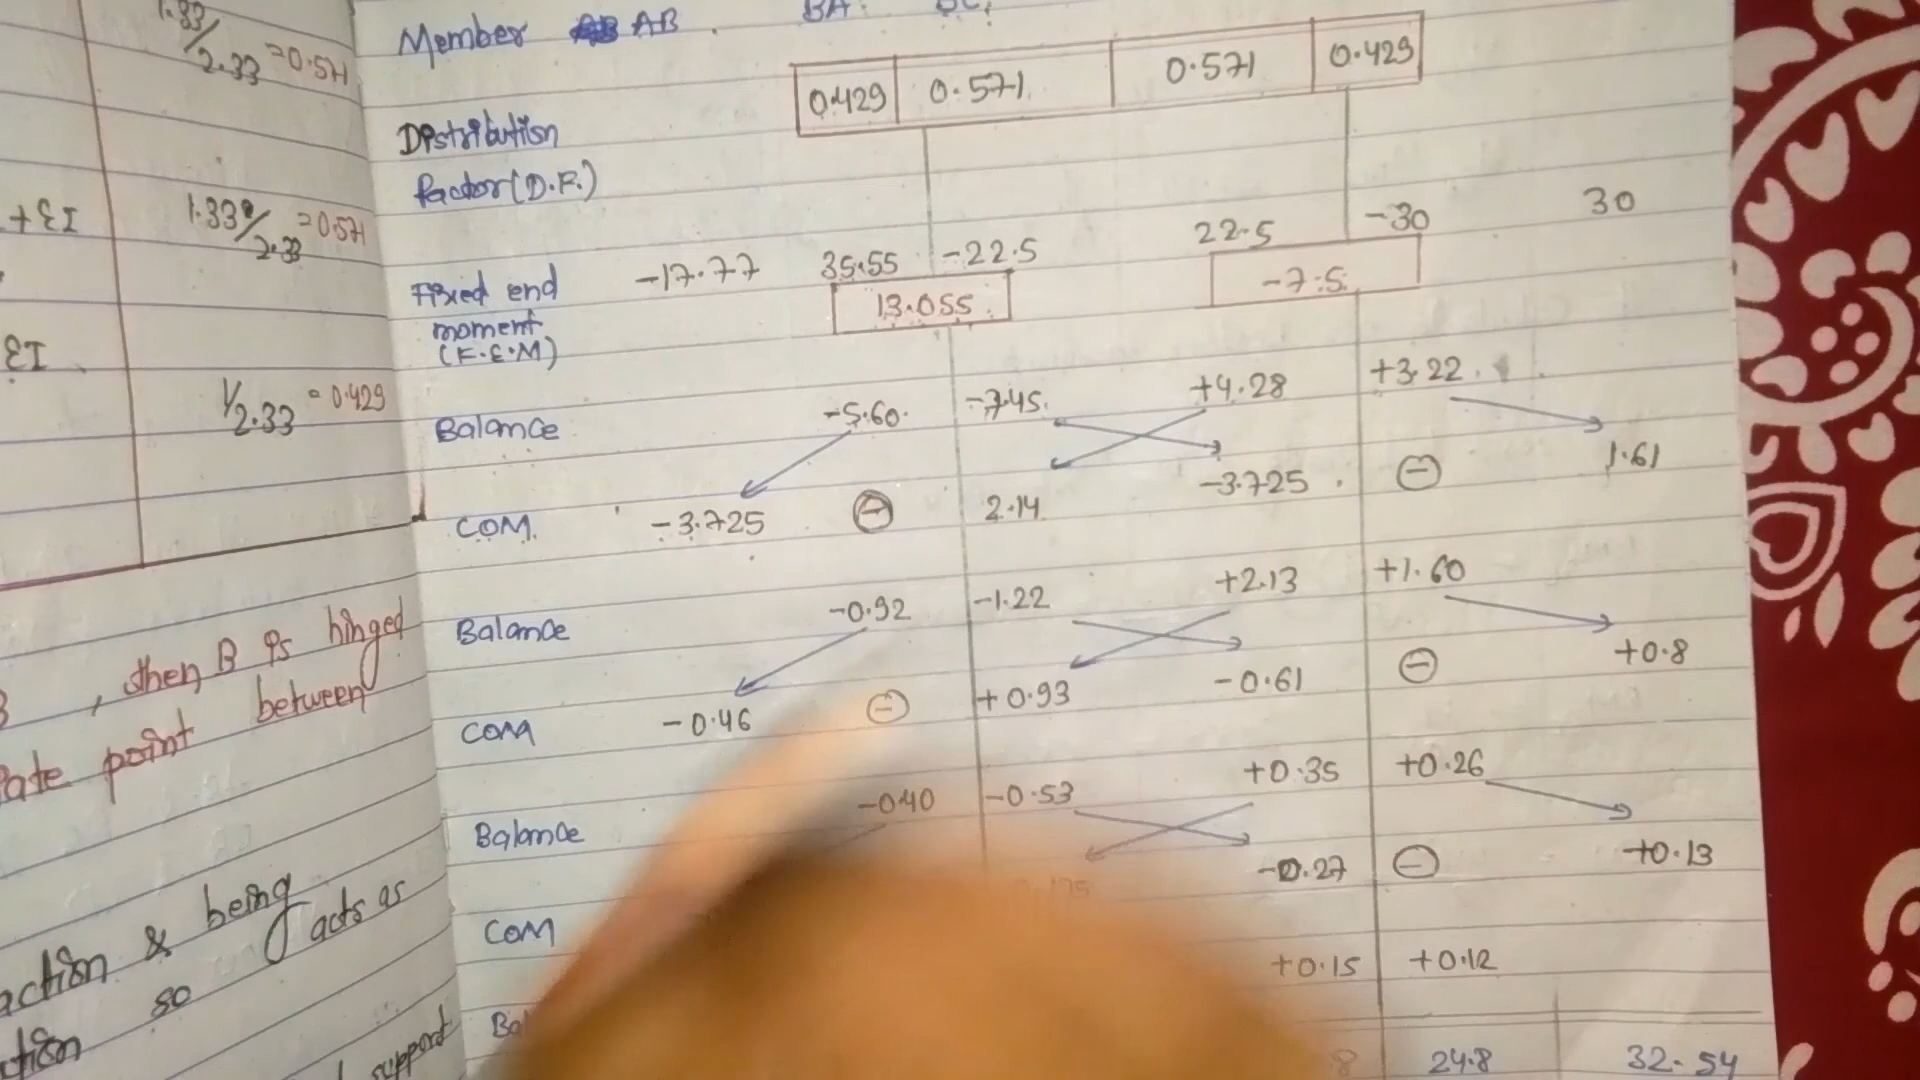 1.33/2.33 = 0.571
+EI 1.33/2.33 = 0.571
EI
1/2.33 = 0.429
, then B is hinged
point between
action & being
so acts as
support
Member AB BA
0.429 0.571 0.571 0.429
Distribution
factor (D.F.)
Fixed end -17.77 35.55 -22.5 22.5 -30 30
moment 13.055 -7.5
(F.E.M)
Balance -5.60 -7.45 +4.28 +3.22
COM. -3.725 - 2.14 -3.725 - 1.61
Balance -0.92 -1.22 +2.13 +1.60
COM -0.46 - +0.93 -0.61 - +0.8
Balance -0.40 -0.53 +0.35 +0.26
COM -0.27 - +0.13
+0.15 +0.12
24.8 32.54